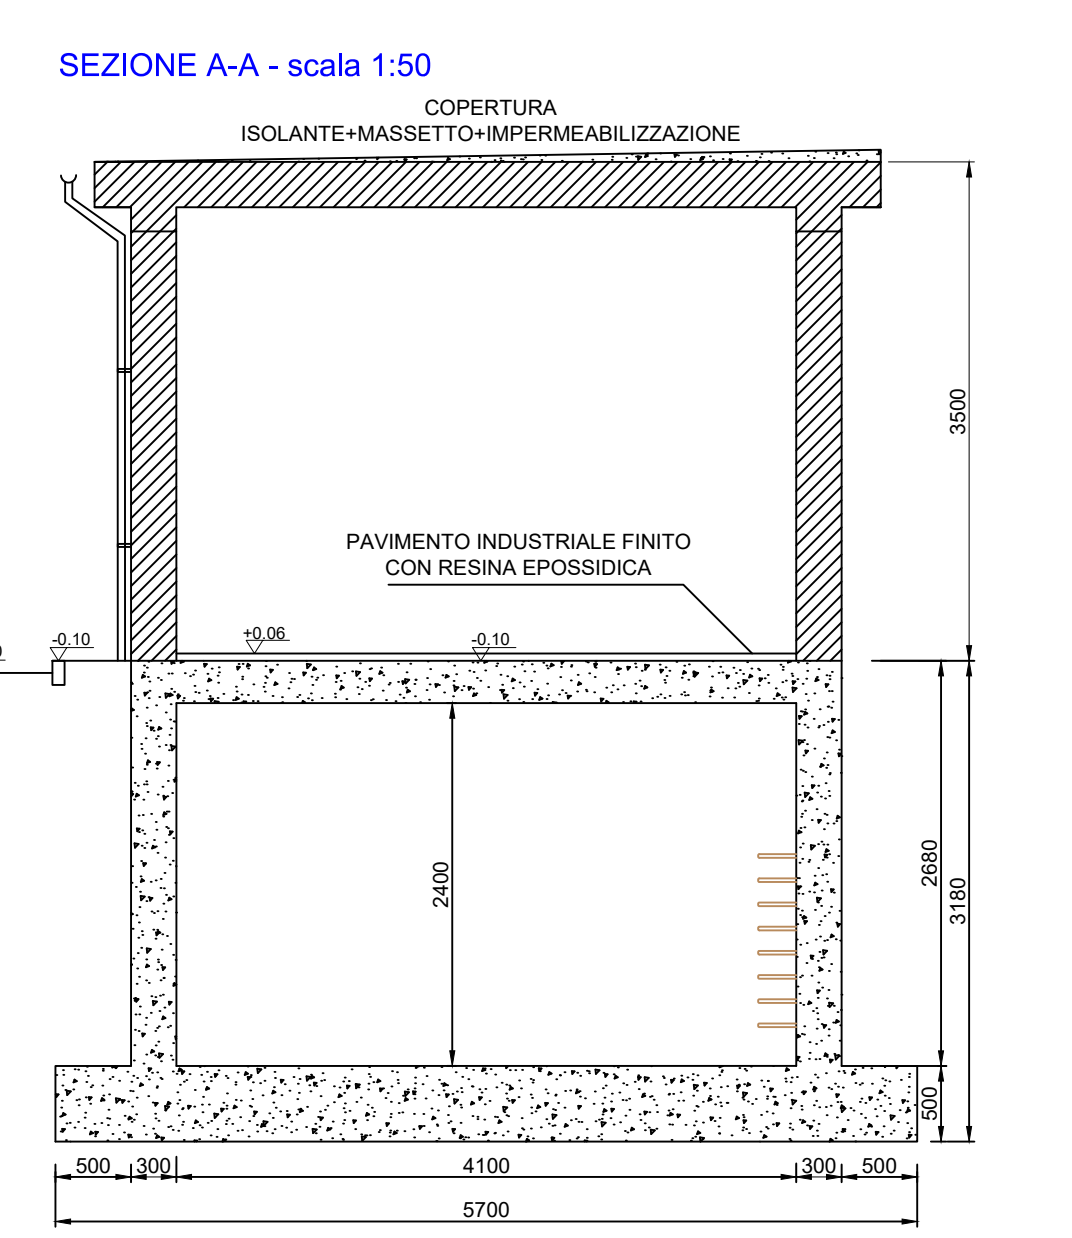 SEZIONE A-A - scala 1:50
COPERTURA
ISOLANTE+MASSETTO+IMPERMEABILIZZAZIONE
3500
PAVIMENTO INDUSTRIALE FINITO
CON RESINA EPOSSIDICA
-0.10
+0.06
-0.10
2400
2680
3180
500
500
300
4100
300
500
5700